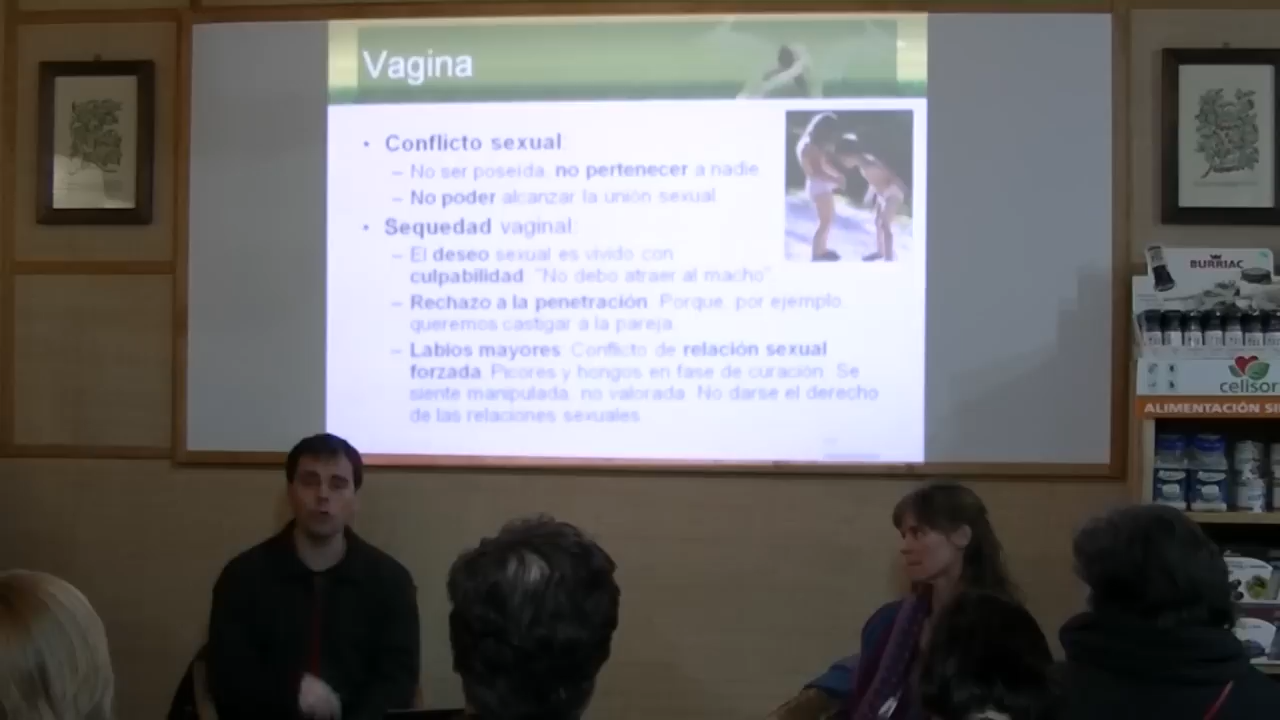 Vagina
• Conflicto sexual:
– No ser poseída, no pertenecer a nadie.
– No poder alcanzar la unión sexual
• Sequedad vaginal:
– El deseo sexual es vivido con
culpabilidad. "No debo atraer al macho".
– Rechazo a la penetración. Porque, por ejemplo,
queremos castigar a la pareja.
– Labios mayores: Conflicto de relación sexual
forzada. Picores y hongos en fase de curación. Se
siente manipulada, no valorada. No darse el derecho
de las relaciones sexuales.
BURRIAC
celisor
ALIMENTACIÓN SI